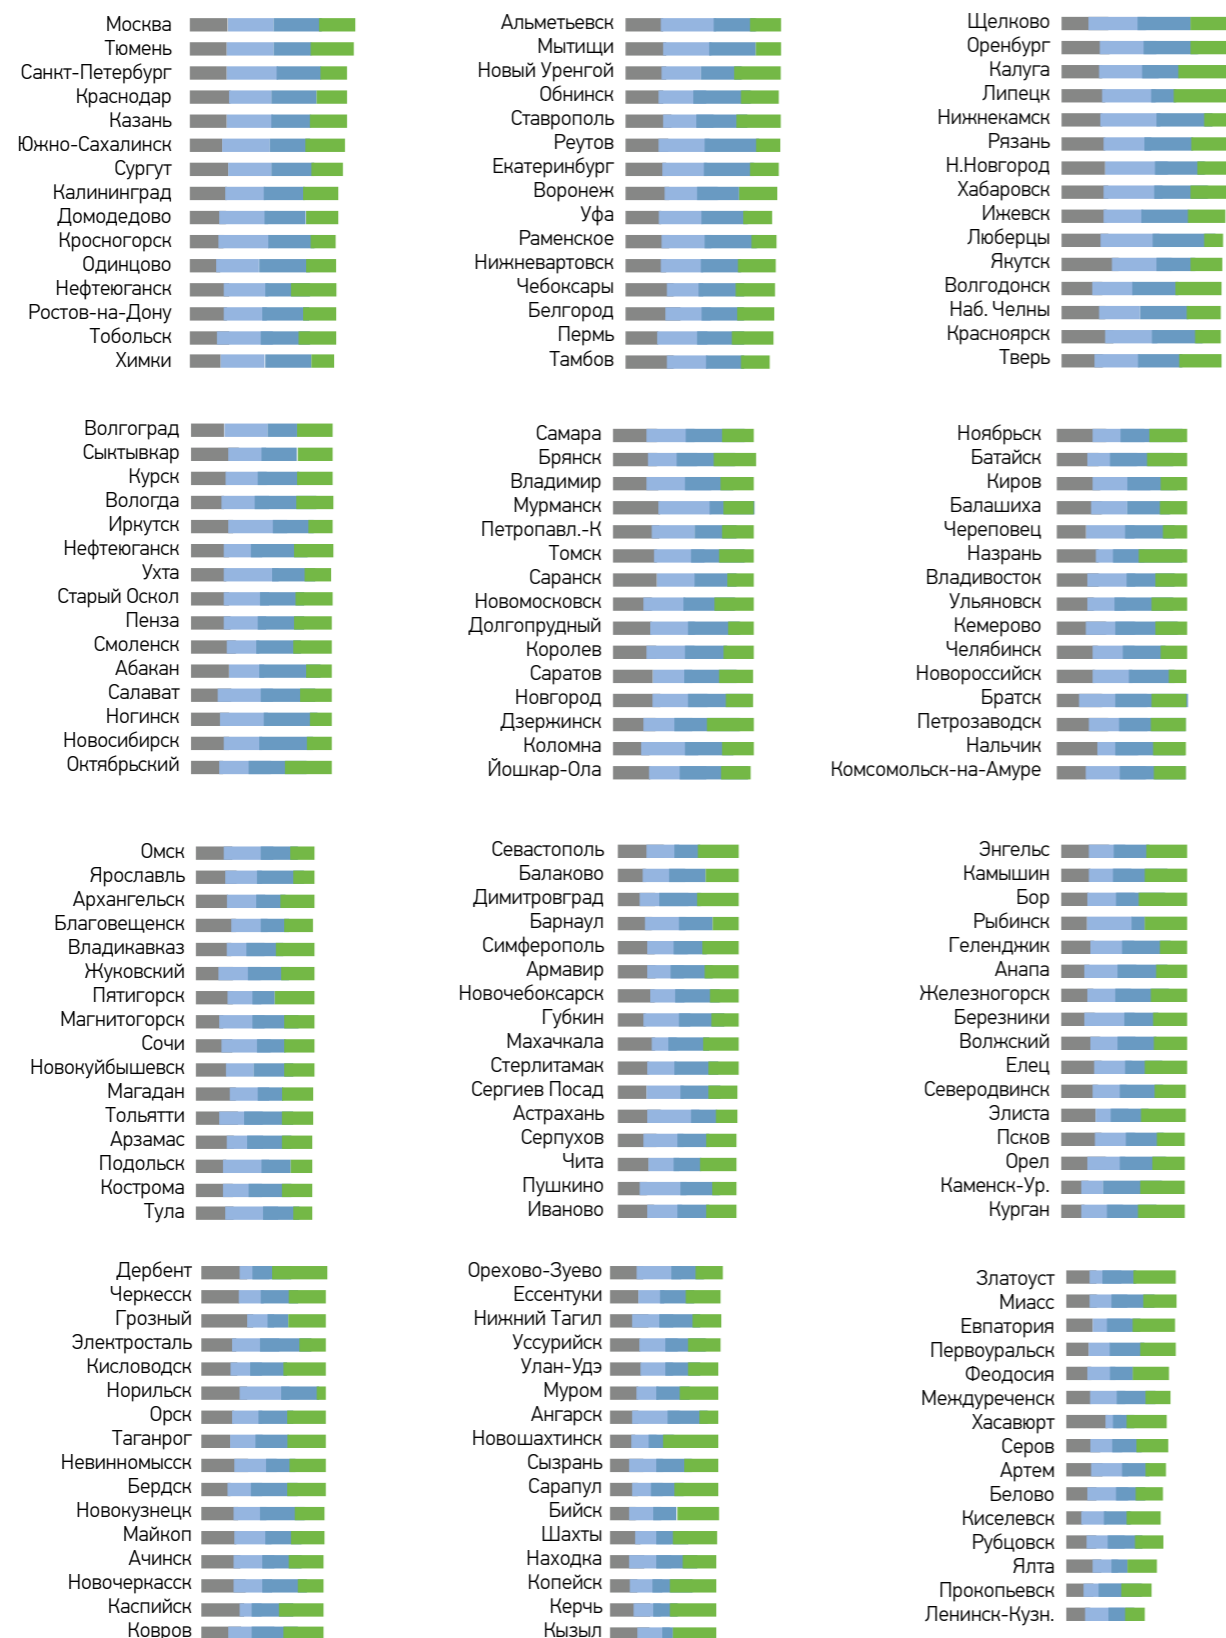 Москва
Тюмень
Санкт-Петербург
Краснодар
Казань
Южно-Сахалинск
Сургут
Калининград
Домодедово
Кросногорск
Одинцово
Нефтеюганск
Ростов-на-Дону
Тобольск
Химки
Альметьевск
Мытищи
Новый Уренгой
Обнинск
Ставрополь
Реутов
Екатеринбург
Воронеж
Уфа
Раменское
Нижневартовск
Чебоксары
Белгород
Пермь
Тамбов
Щелково
Оренбург
Калуга
Липецк
Нижнекамск
Рязань
Н.Новгород
Хабаровск
Ижевск
Люберцы
Якутск
Волгодонск
Наб. Челны
Красноярск
Тверь
Волгоград
Сыктывкар
Курск
Вологда
Иркутск
Нефтеюганск
Ухта
Старый Оскол
Пенза
Смоленск
Абакан
Салават
Ногинск
Новосибирск
Октябрьский
Самара
Брянск
Владимир
Мурманск
Петропавл.-К
Томск
Саранск
Новомосковск
Долгопрудный
Королев
Саратов
Новгород
Дзержинск
Коломна
Йошкар-Ола
Ноябрьск
Батайск
Киров
Балашиха
Череповец
Назрань
Владивосток
Ульяновск
Кемерово
Челябинск
Новороссийск
Братск
Петрозаводск
Нальчик
Комсомольск-на-Амуре
Омск
Ярославль
Архангельск
Благовещенск
Владикавказ
Жуковский
Пятигорск
Магнитогорск
Сочи
Новокуйбышевск
Магадан
Тольятти
Арзамас
Подольск
Кострома
Тула
Севастополь
Балаково
Димитровград
Барнаул
Симферополь
Армавир
Новочебоксарск
Губкин
Махачкала
Стерлитамак
Сергиев Посад
Астрахань
Серпухов
Чита
Пушкино
Иваново
Энгельс
Камышин
Бор
Рыбинск
Геленджик
Анапа
Железногорск
Березники
Волжский
Елец
Северодвинск
Элиста
Псков
Орел
Каменск-Ур.
Курган
Дербент
Черкесск
Грозный
Электросталь
Кисловодск
Норильск
Орск
Таганрог
Невинномысск
Бердск
Новокузнецк
Майкоп
Ачинск
Новочеркасск
Каспийск
Ковров
Орехово-Зуево
Ессентуки
Нижний Тагил
Уссурийск
Улан-Удэ
Муром
Ангарск
Новошахтинск
Сызрань
Сарапул
Бийск
Шахты
Находка
Копейск
Керчь
Кызыл
Златоуст
Миасс
Евпатория
Первоуральск
Феодосия
Междуреченск
Хасавюрт
Серов
Артем
Белово
Киселевск
Рубцовск
Ялта
Прокопьевск
Ленинск-Кузн.